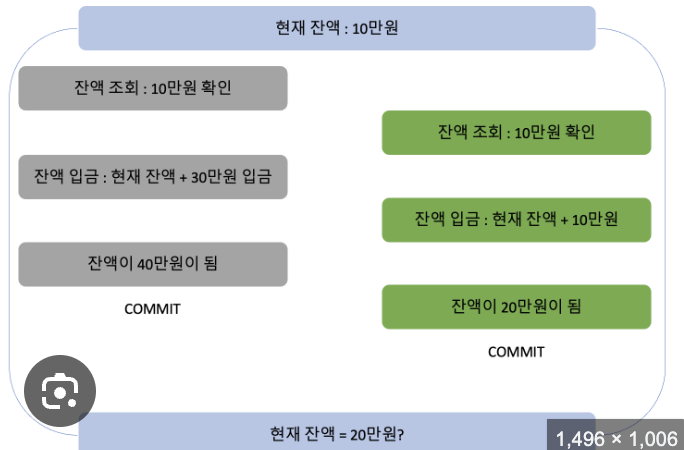 현재 잔액 : 10만원
잔액 조회 : 10만원 확인
잔액 조회 : 10만원 확인
잔액 입금 : 현재 잔액 + 30만원 입금
잔액 입금 : 현재 잔액 + 10만원
잔액이 40만원이 됨
잔액이 20만원이 됨
COMMIT
COMMIT
현재 잔액 = 20만원?
1,496 × 1,006